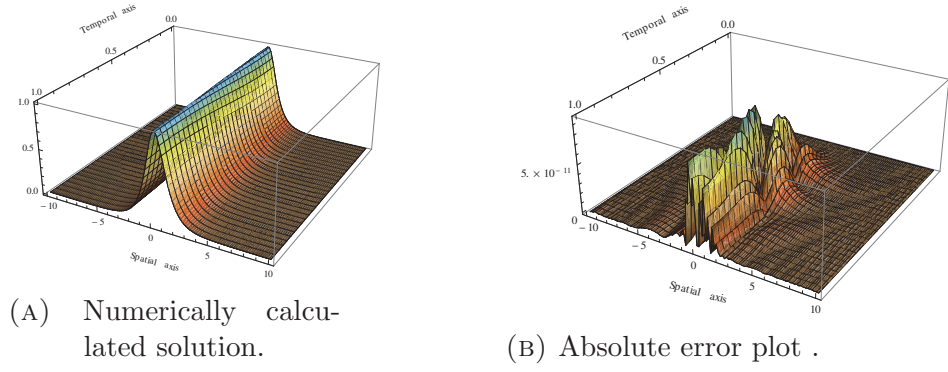 Temporal axis
0.0
0.5
1.0
1.0
0.5
0.0
−10
−5
0
5
10
Spatial axis
(A) Numerically calcu-
lated solution.
Temporal axis
0.0
0.5
1.0
5. × 10−11
0
−10
−5
0
5
10
Spatial axis
(B) Absolute error plot .